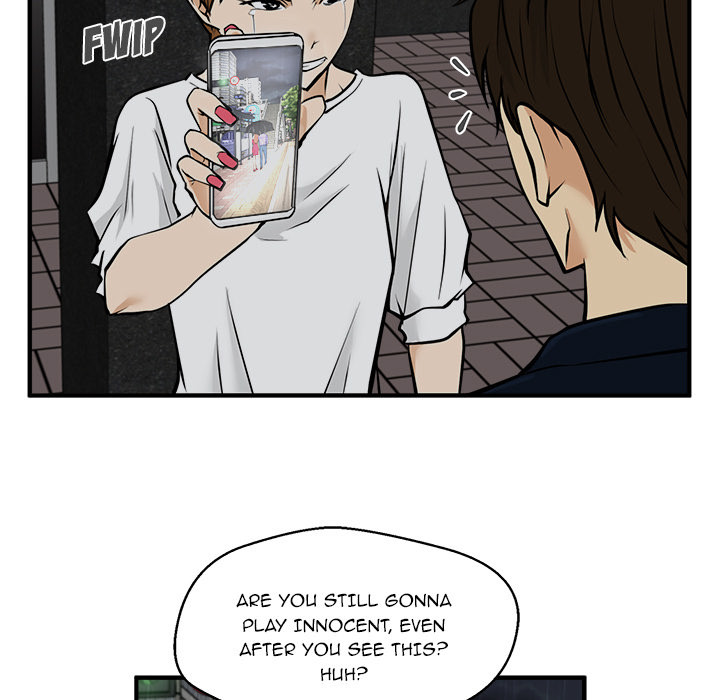 FWIP
ARE YOU STILL GONNA
PLAY INNOCENT, EVEN
AFTER YOU SEE THIS?
HUH?